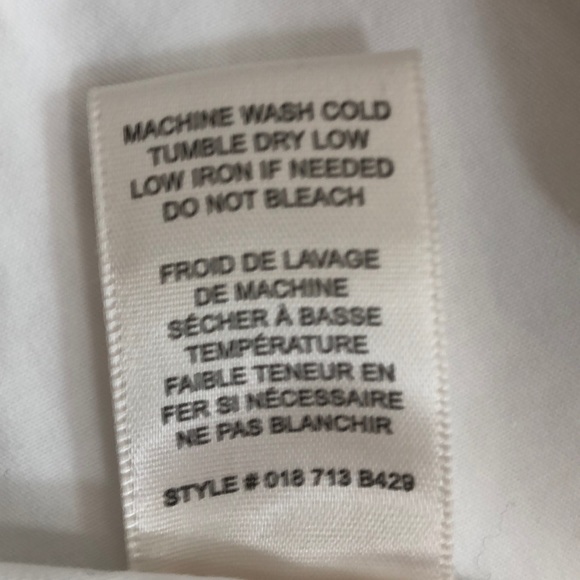 MACHINE WASH COLD
TUMBLE DRY LOW
LOW IRON IF NEEDED
DO NOT BLEACH
FROID DE LAVAGE
DE MACHINE
SÉCHER À BASSE
TEMPÉRATURE
FAIBLE TENEUR EN
FER SI NÉCESSAIRE
NE PAS BLANCHIR
STYLE # 018 713 B429